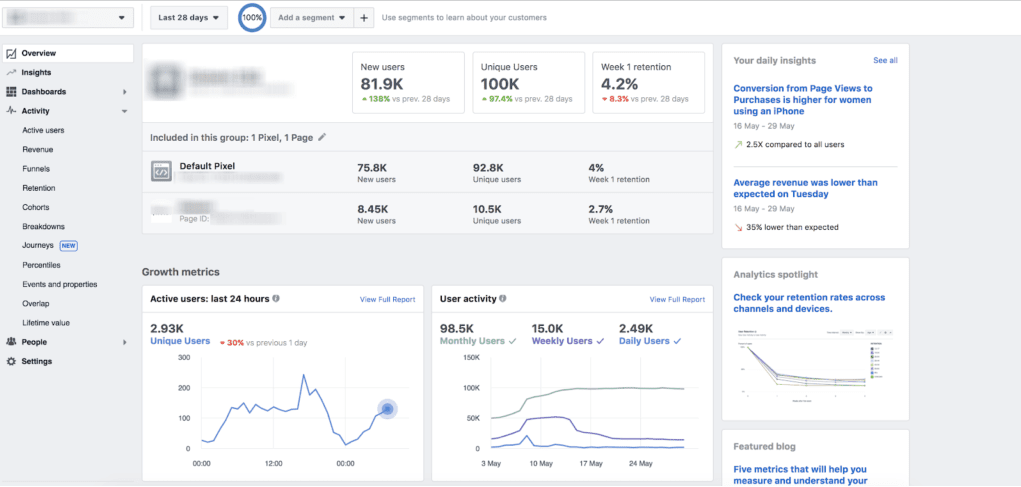 Last 28 days
100%
Add a segment
+
Use segments to learn about your customers
Overview
Insights
Dashboards
Activity
Active users
Revenue
Funnels
Retention
Cohorts
Breakdowns
Journeys NEW
Percentiles
Events and properties
Overlap
Lifetime value
People
Settings
New users
81.9K
138% vs prev. 28 days
Unique Users
100K
97.4% vs prev. 28 days
Week 1 retention
4.2%
8.3% vs prev. 28 days
Included in this group: 1 Pixel, 1 Page
Default Pixel
75.8K
New users
92.8K
Unique users
4%
Week 1 retention
Page ID:
8.45K
New users
10.5K
Unique users
2.7%
Week 1 retention
Growth metrics
Active users: last 24 hours
View Full Report
2.93K
Unique Users
30% vs previous 1 day
300
200
100
0
00:00 12:00 00:00
User activity
View Full Report
98.5K
Monthly Users
15.0K
Weekly Users
2.49K
Daily Users
150K
100K
50K
0
3 May 10 May 17 May 24 May
Your daily insights
See all
Conversion from Page Views to
Purchases is higher for women
using an iPhone
16 May - 29 May
2.5X compared to all users
Average revenue was lower than
expected on Tuesday
16 May - 29 May
35% lower than expected
Analytics spotlight
Check your retention rates across
channels and devices.
Featured blog
Five metrics that will help you
measure and understand your